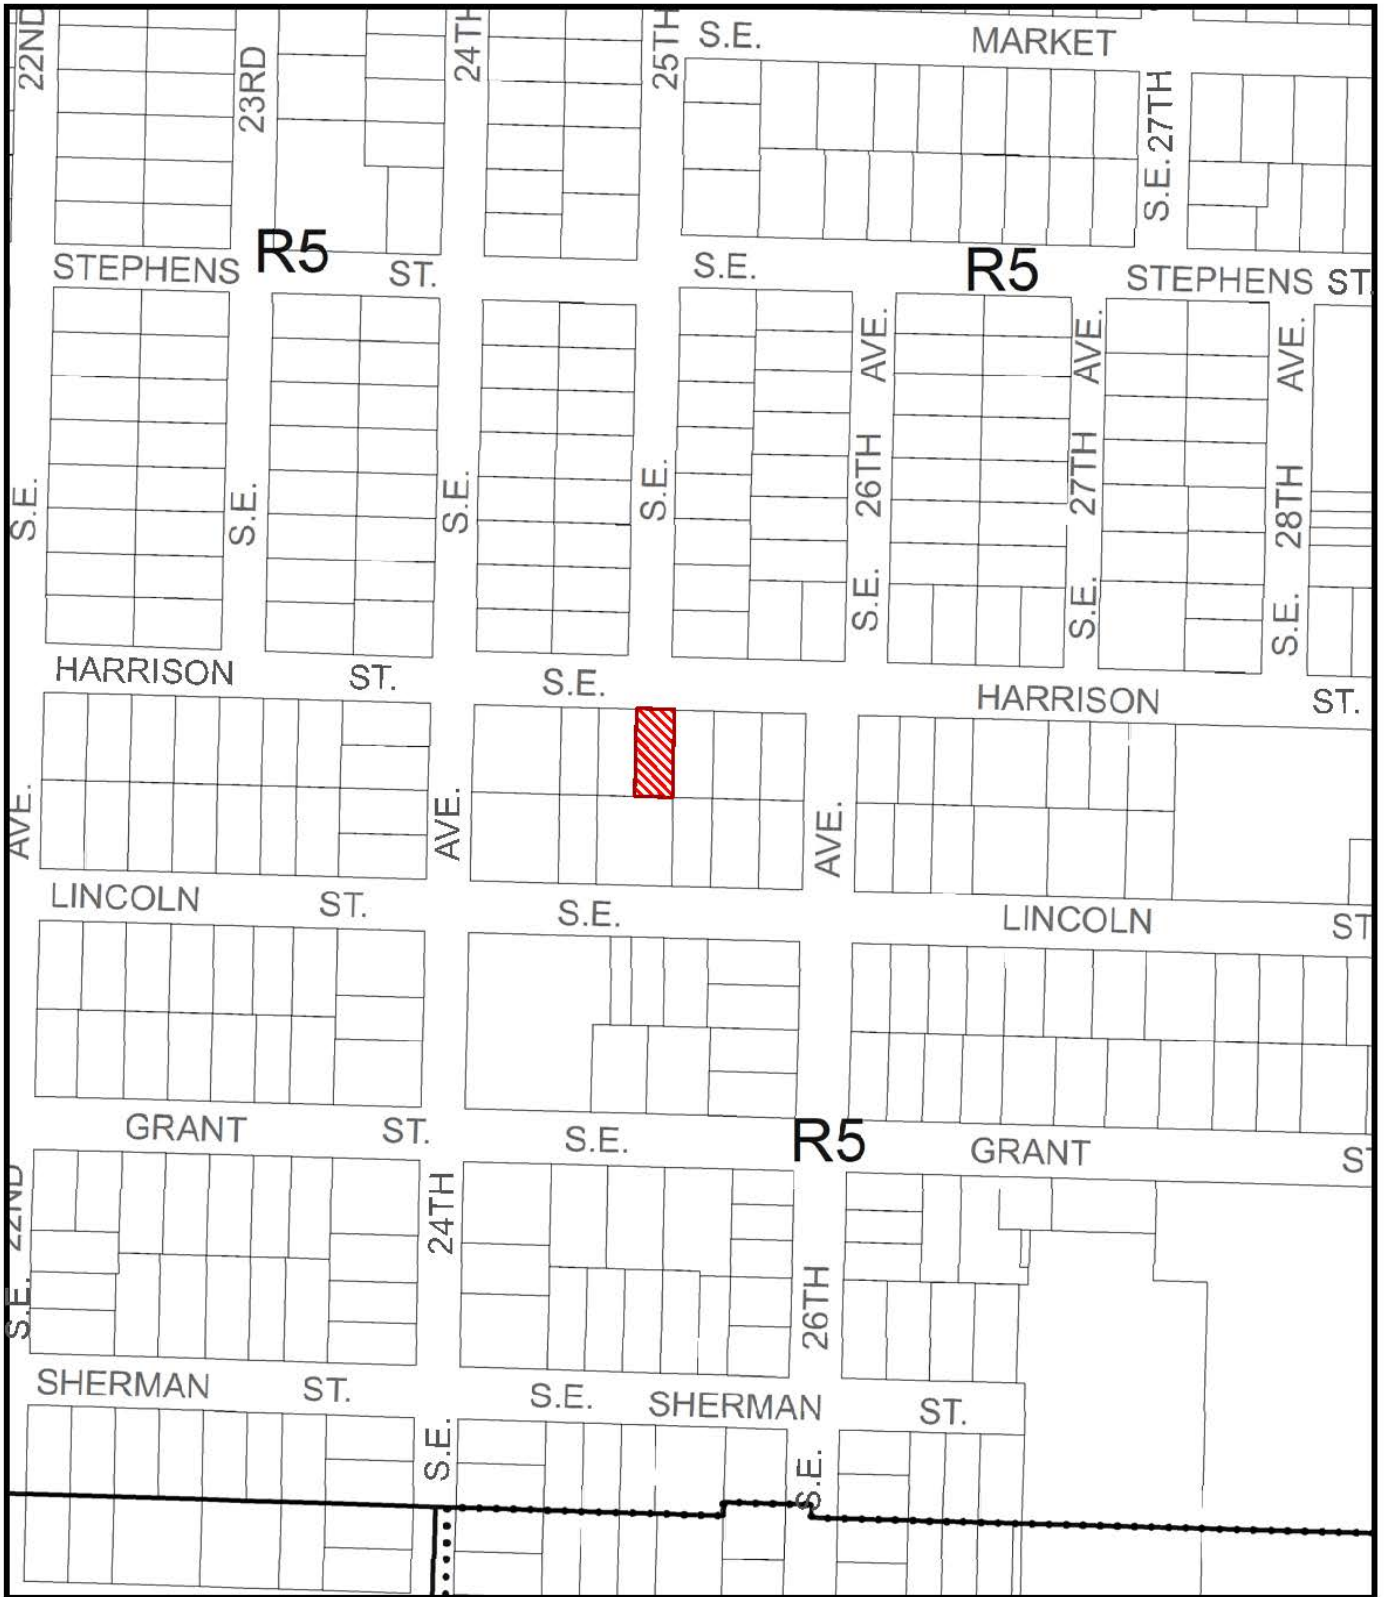 22ND
23RD
24TH
25TH
S.E.
MARKET
S.E. 27TH
STEPHENS
R5
ST.
S.E.
R5
STEPHENS
ST.
S.E.
S.E.
S.E.
S.E.
S.E. 26TH AVE.
S.E. 27TH AVE.
S.E. 28TH AVE.
HARRISON
ST.
S.E.
HARRISON
ST.
AVE.
AVE.
AVE.
LINCOLN
ST.
S.E.
LINCOLN
ST
GRANT
ST.
S.E.
R5
GRANT
S.E. 22ND
24TH
26TH
SHERMAN
ST.
S.E.
SHERMAN
ST.
S.E.
S.E.